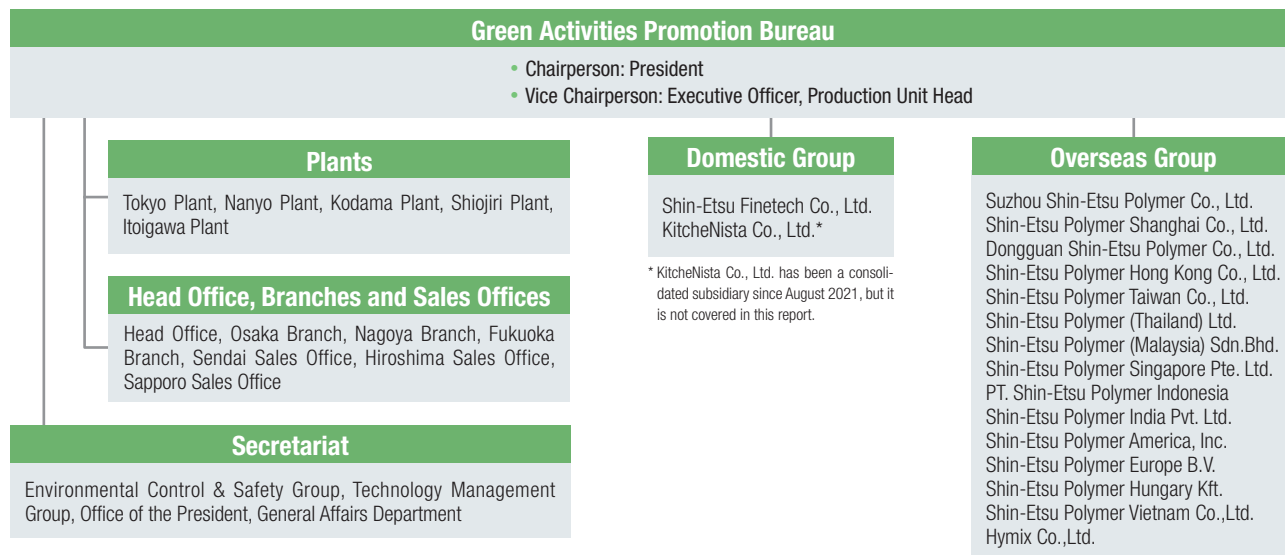 Green Activities Promotion Bureau
• Chairperson: President
• Vice Chairperson: Executive Officer, Production Unit Head
Plants
Tokyo Plant, Nanyo Plant, Kodama Plant, Shiojiri Plant,
Itoigawa Plant
Head Office, Branches and Sales Offices
Head Office, Osaka Branch, Nagoya Branch, Fukuoka
Branch, Sendai Sales Office, Hiroshima Sales Office,
Sapporo Sales Office
Secretariat
Environmental Control & Safety Group, Technology Management
Group, Office of the President, General Affairs Department
Domestic Group
Shin-Etsu Finetech Co., Ltd.
KitcheNista Co., Ltd.*
* KitcheNista Co., Ltd. has been a consoli-
dated subsidiary since August 2021, but it
is not covered in this report.
Overseas Group
Suzhou Shin-Etsu Polymer Co., Ltd.
Shin-Etsu Polymer Shanghai Co., Ltd.
Dongguan Shin-Etsu Polymer Co., Ltd.
Shin-Etsu Polymer Hong Kong Co., Ltd.
Shin-Etsu Polymer Taiwan Co., Ltd.
Shin-Etsu Polymer (Thailand) Ltd.
Shin-Etsu Polymer (Malaysia) Sdn.Bhd.
Shin-Etsu Polymer Singapore Pte. Ltd.
PT. Shin-Etsu Polymer Indonesia
Shin-Etsu Polymer India Pvt. Ltd.
Shin-Etsu Polymer America, Inc.
Shin-Etsu Polymer Europe B.V.
Shin-Etsu Polymer Hungary Kft.
Shin-Etsu Polymer Vietnam Co.,Ltd.
Hymix Co.,Ltd.